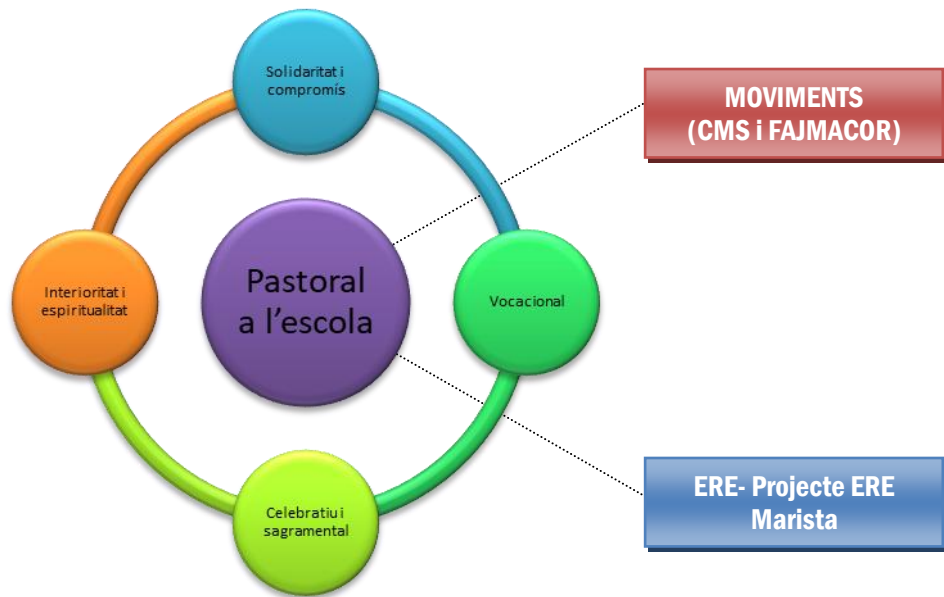 Solidaritat i
compromís
MOVIMENTS
(CMS i FAJMACOR)
Interioritat i
espiritualitat
Pastoral
a l'escola
Vocacional
Celebratiu i
sagramental
ERE- Projecte ERE
Marista